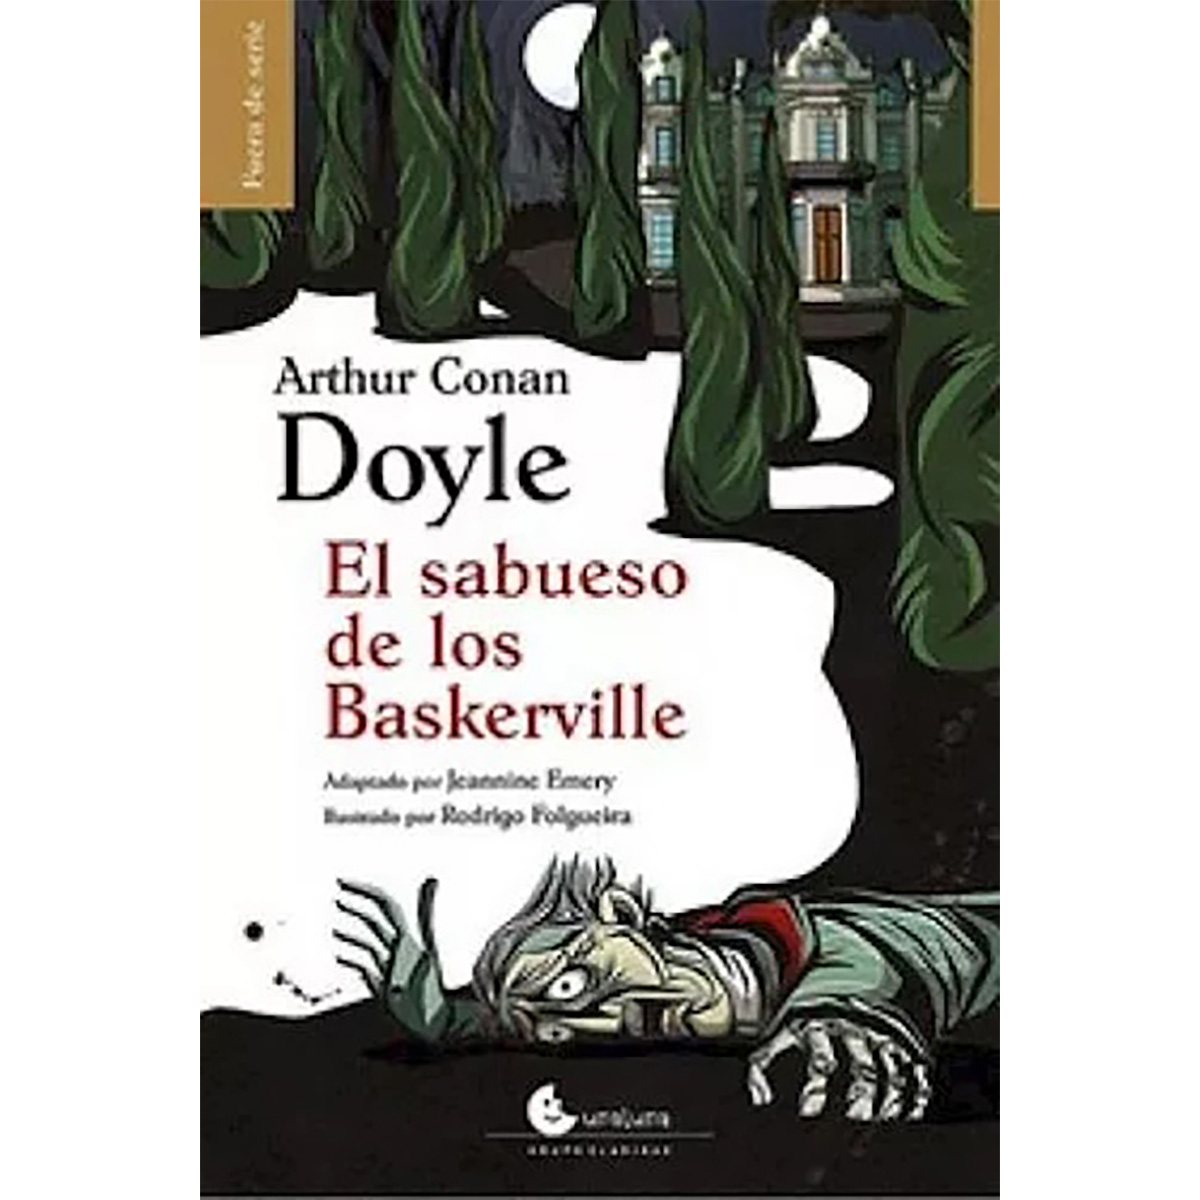 Fuera de serie
Arthur Conan
Doyle
El sabueso
de los
Baskerville
Adaptado por Jeannine Emery
Ilustrado por Rodrigo Folgueira
unaluna